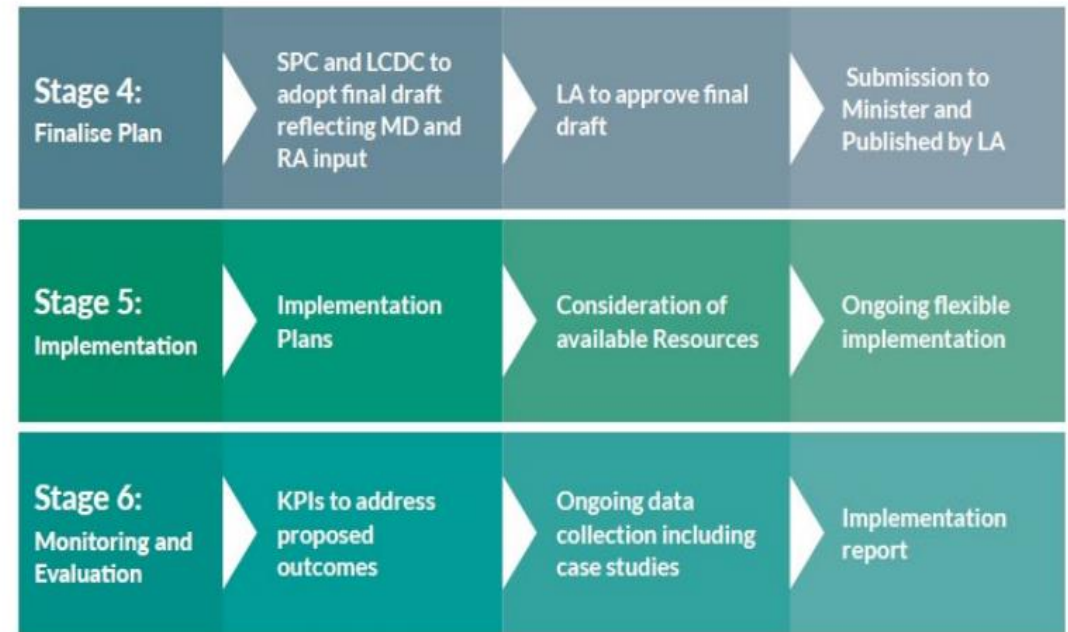 Stage 4:
Finalise Plan
SPC and LCDC to
adopt final draft
reflecting MD and
RA input
LA to approve final
draft
Submission to
Minister and
Published by LA
Stage 5:
Implementation
Implementation
Plans
Consideration of
available Resources
Ongoing flexible
implementation
Stage 6:
Monitoring and
Evaluation
KPIs to address
proposed
outcomes
Ongoing data
collection including
case studies
Implementation
report